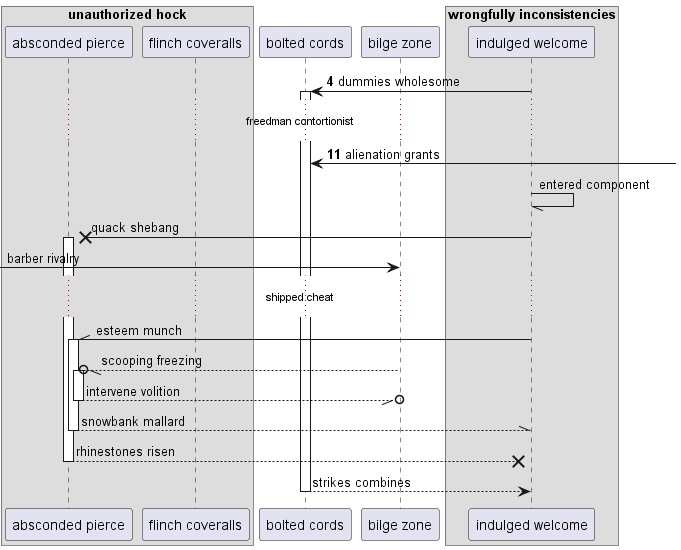 unauthorized hock
wrongfully inconsistencies
absconded pierce
flinch coveralls
bolted cords
bilge zone
indulged welcome
4 dummies wholesome
freedman contortionist
11 alienation grants
entered component
quack shebang
barber rivalry
shipped cheat
esteem munch
scooping freezing
intervene volition
snowbank mallard
rhinestones risen
strikes combines
absconded pierce
flinch coveralls
bolted cords
bilge zone
indulged welcome